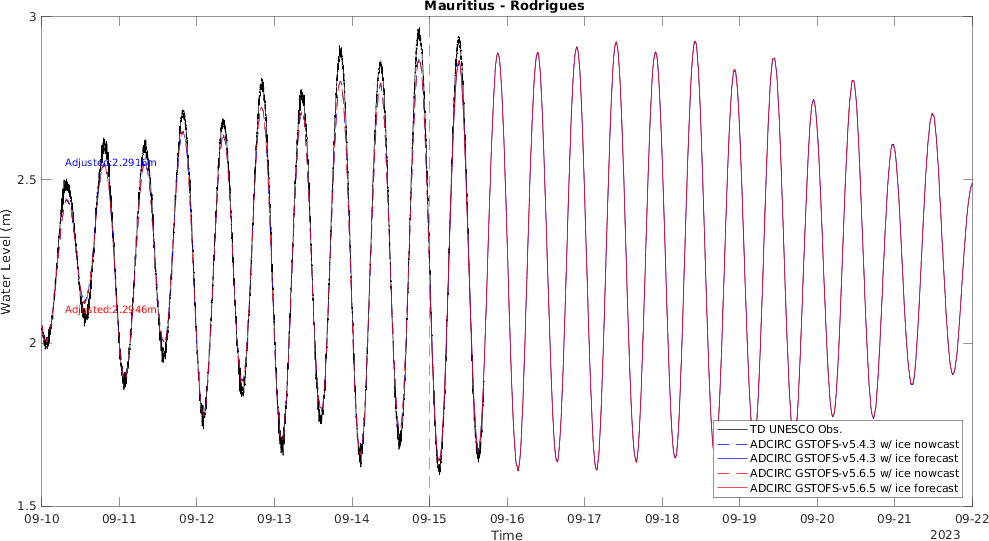 Mauritius - Rodrigues
3
2.5
2
1.5
Water Level (m)
Adjusted:2.2916m
Adjusted:2.2946m
TD UNESCO Obs.
ADCIRC GSTOFS-v5.4.3 w/ ice nowcast
ADCIRC GSTOFS-v5.4.3 w/ ice forecast
ADCIRC GSTOFS-v5.6.5 w/ ice nowcast
ADCIRC GSTOFS-v5.6.5 w/ ice forecast
09-10 09-11 09-12 09-13 09-14 09-15 09-16 09-17 09-18 09-19 09-20 09-21 09-22
Time
2023